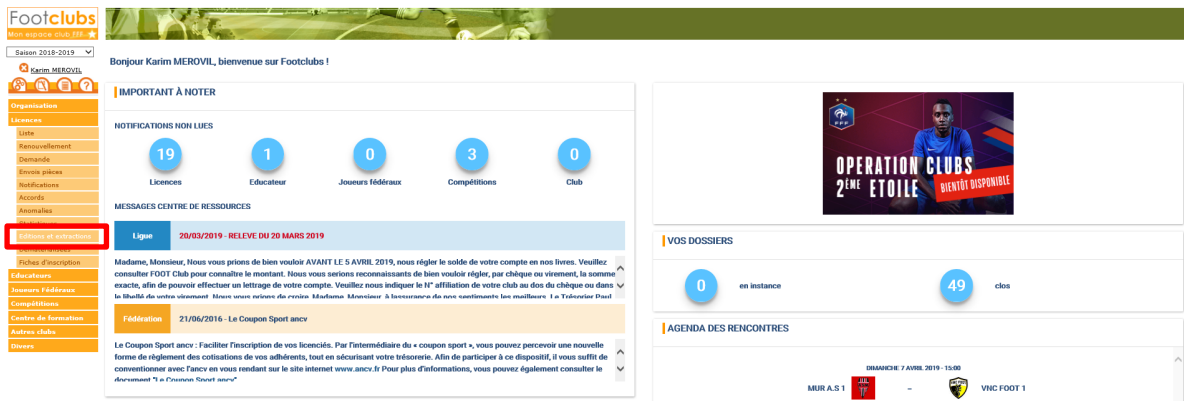 Footclubs
Mon espace club FFF
Saison 2018-2019
Karim MEROVIL
Organisation
Licences
Liste
Renouvellement
Demande
Envois pièces
Notifications
Accords
Anomalies
Statistiques
Editions et extractions
Dématérialisées
Fiches d'inscription
Educateurs
Joueurs Fédéraux
Compétitions
Centre de formation
Autres clubs
Divers
Bonjour Karim MEROVIL, bienvenue sur Footclubs !
IMPORTANT À NOTER
NOTIFICATIONS NON LUES
19 1 0 3 0
Licences Educateur Joueurs fédéraux Compétitions Club
MESSAGES CENTRE DE RESSOURCES
Ligue 20/03/2019 - RELEVE DU 20 MARS 2019
Madame, Monsieur, Nous vous prions de bien vouloir AVANT LE 5 AVRIL 2019, nous régler le solde de votre compte en nos livres. Veuillez
consulter FOOT Club pour connaître le montant. Nous vous serions reconnaissants de bien vouloir régler, par chèque ou virement, la somme
exacte, afin de pouvoir effectuer un lettrage de votre compte. Veuillez nous indiquer le N° affiliation de votre club au dos du chèque ou dans
le libellé de votre virement. Nous vous prions de croire, Madame, Monsieur, à lassurance de nos sentiments les meilleurs. Le Trésorier Paul
Fédération 21/06/2016 - Le Coupon Sport ancv
Le Coupon Sport ancv : Faciliter l'inscription de vos licenciés. Par l'intermédiaire du « coupon sport », vous pouvez percevoir une nouvelle
forme de règlement des cotisations de vos adhérents, tout en sécurisant votre trésorerie. Afin de participer à ce dispositif, il vous suffit de
conventionner avec l'ancv en vous rendant sur le site internet www.ancv.fr Pour plus d'informations, vous pouvez également consulter le
document "Le Coupon Sport ancv"
FFF
OPERATION CLUBS
2ÈME ETOILE
BIENTÔT DISPONIBLE
VOS DOSSIERS
0 en instance 49 clos
AGENDA DES RENCONTRES
DIMANCHE 7 AVRIL 2019 - 15:00
MUR A.S 1 - VNC FOOT 1